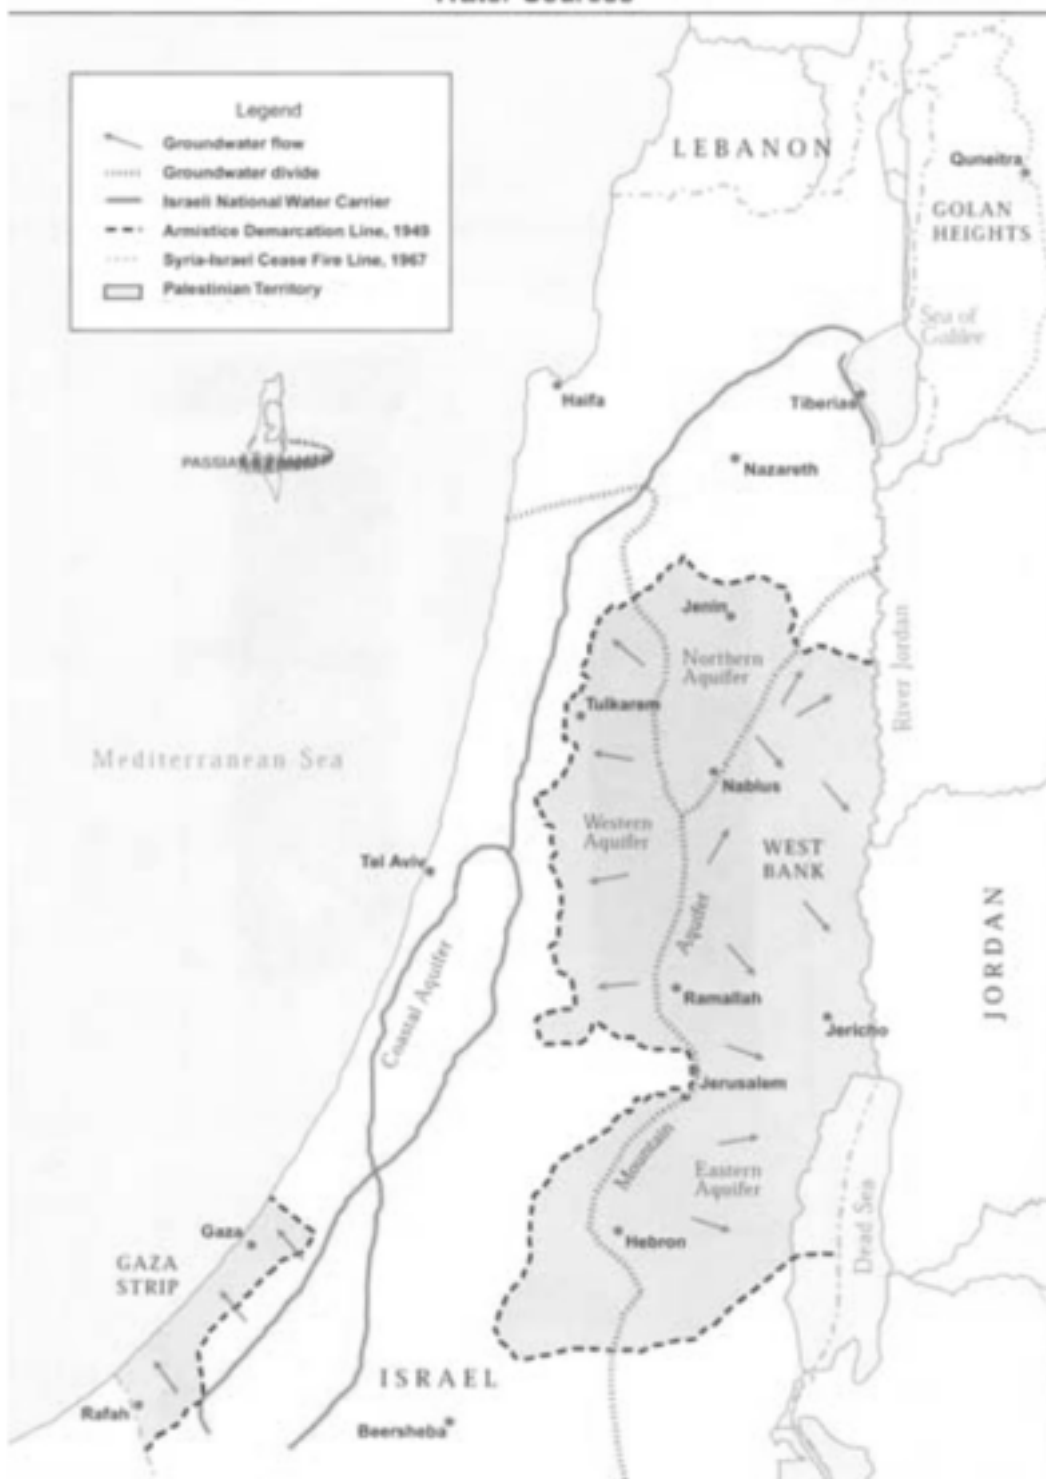 Water Sources
Legend
Groundwater flow
Groundwater divide
Israeli National Water Carrier
Armistice Demarcation Line, 1949
Syria-Israel Cease Fire Line, 1967
Palestinian Territory
LEBANON
Quneitra
GOLAN
HEIGHTS
Sea of
Galilee
Haifa
Tiberias
Nazareth
Jenin
Northern
Aquifer
River Jordan
Tulkarem
Mediterranean Sea
Nablus
Western
Aquifer
WEST
BANK
Tel Aviv
Coastal Aquifer
Aquifer
JORDAN
Ramallah
Jericho
Jerusalem
Mountain
Eastern
Aquifer
Dead Sea
Gaza
Hebron
GAZA
STRIP
ISRAEL
Rafah
Beersheba